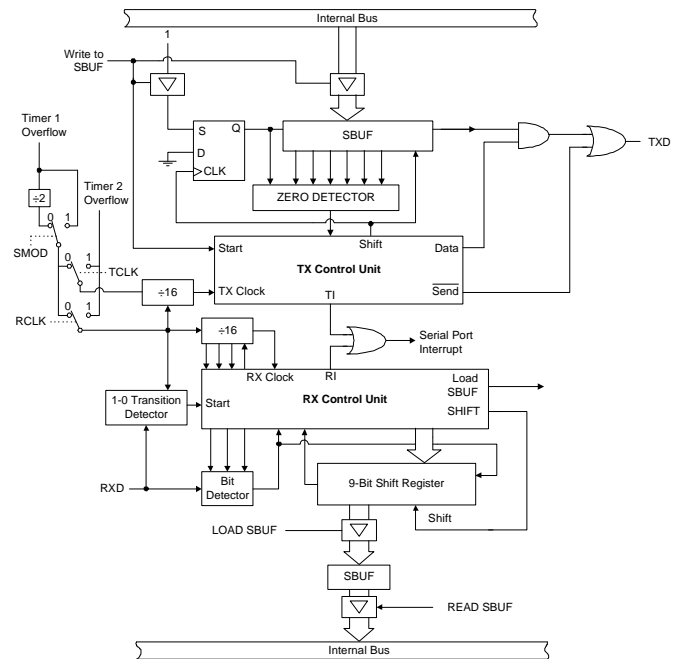 Internal Bus
1
Write to
SBUF
Timer 1
Overflow
S
Q
D
CLK
SBUF
TXD
÷2
Timer 2
Overflow
ZERO DETECTOR
0 1
SMOD
Start
Shift
Data
TX Control Unit
0 1
TCLK
÷16
TX Clock
TI
Send
0 1
RCLK
÷16
Serial Port
Interrupt
RX Clock
RI
Load
SBUF
1-0 Transition
Detector
Start
RX Control Unit
SHIFT
RXD
Bit
Detector
9-Bit Shift Register
Shift
LOAD SBUF
SBUF
READ SBUF
Internal Bus